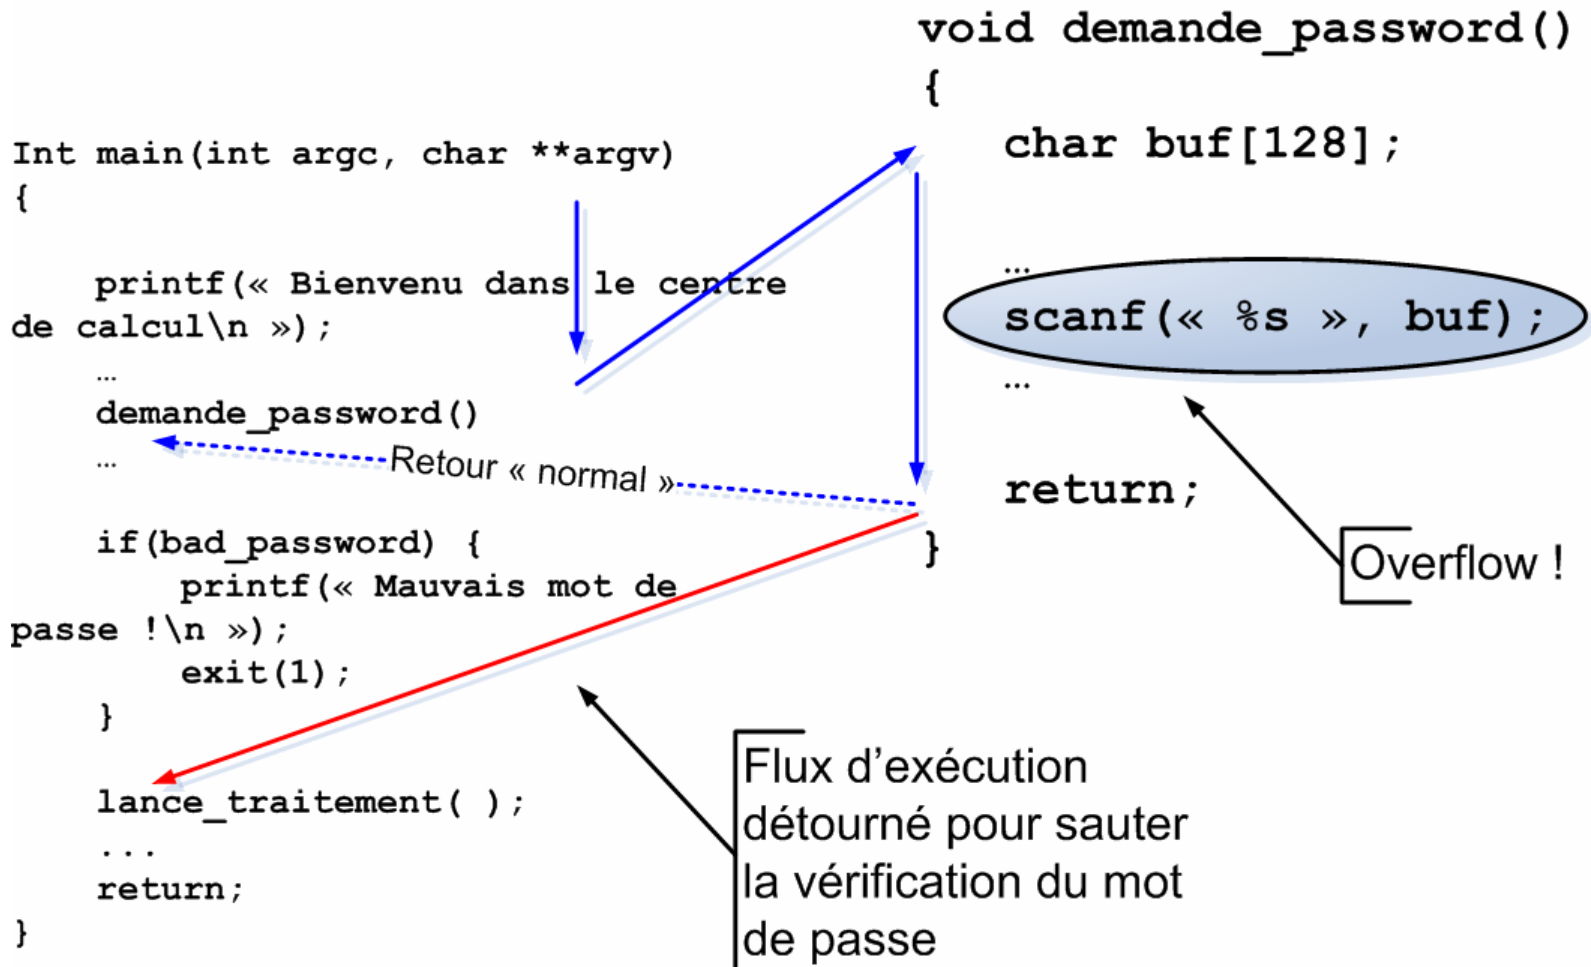 Int main(int argc, char **argv)
{
printf(« Bienvenu dans le centre
de calcul\n »);
…
demande_password()
…
if(bad_password) {
printf(« Mauvais mot de
passe !\n »);
exit(1);
}
lance_traitement( );
...
return;
}
void demande_password()
{
char buf[128];
…
scanf(« %s », buf);
…
return;
}
Retour « normal »
Overflow !
Flux d’exécution
détourné pour sauter
la vérification du mot
de passe